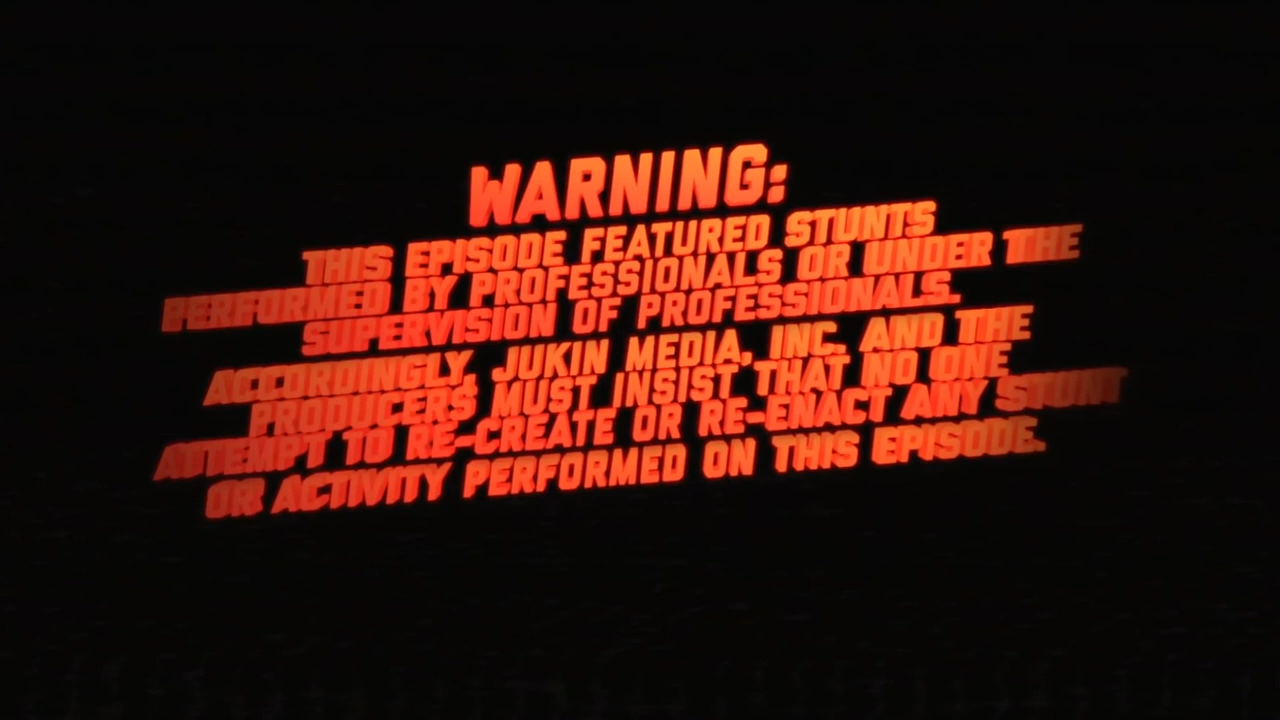 WARNING:
THIS EPISODE FEATURED STUNTS
PERFORMED BY PROFESSIONALS OR UNDER THE
SUPERVISION OF PROFESSIONALS.
ACCORDINGLY, JUKIN MEDIA, INC. AND THE
PRODUCERS MUST INSIST THAT NO ONE
ATTEMPT TO RE-CREATE OR RE-ENACT ANY STUNT
OR ACTIVITY PERFORMED ON THIS EPISODE.